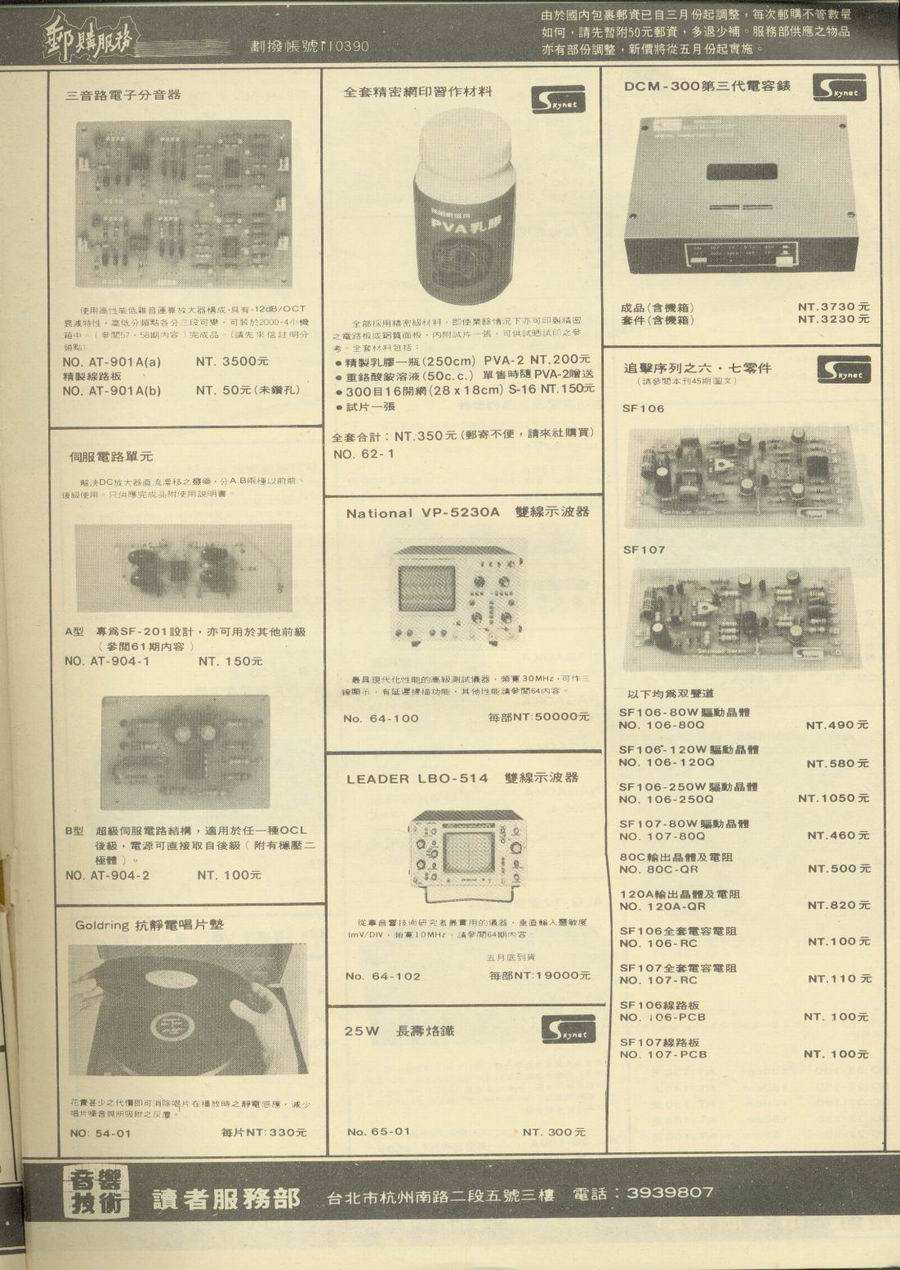 郵購服務
劃撥帳號110390
由於國內包裹郵資已自三月份起調整,每次郵購不管數量
如何,請先暫附50元郵資,多退少補。服務部供應之物品
亦有部份調整,新價將從五月份起實施。
三音路電子分音器
使用高性能低雜音運算放大器構成,具有-12dB/OCT
衰減特性,高低分頻點各分三段可變,可裝於2000-4小機
箱中。(參閱57、58期內容)完成品。(請先來信註明分
頻點)
NO. AT-901A(a) NT. 3500元
精製線路板
NO. AT-901A(b) NT. 50元(未鑽孔)
伺服電路單元
解決DC放大器直流漂移之靈藥,分A.B兩種以前前、
後級使用。只供應完成品附使用說明書。
A型 專爲SF-201設計,亦可用於其他前級
(參閱61期內容)
NO. AT-904-1 NT. 150元
B型 超級伺服電路結構,適用於任一種OCL
後級,電源可直接取自後級(附有穩壓二
極體)。
NO. AT-904-2 NT. 100元
Goldring 抗靜電唱片墊
花費甚少之代價即可消除唱片在播放時之靜電感應,減少
唱片噪音與所吸附之灰塵。
NO: 54-01 每片NT:330元
全套精密網印習作材料
Skynet
PVA乳膠
全部採用精密級材料,即使業餘情況下亦可印製精密
之電路板或鋁質面板,內附試片一張,可供試晒試印之參
考。全套材料包括:
●精製乳膠一瓶(250cm) PVA-2 NT.200元
●重鉻酸銨溶液(50c.c.) 單售時隨PVA-2贈送
●300目16開網(28x18cm) S-16 NT.150元
●試片一張
全套合計:NT.350元(郵寄不便,請來社購買)
NO. 62-1
National VP-5230A 雙線示波器
最具現代化性能的高級測試儀器,頻寬30MHz,可作三
線顯示,有延遲掃描功能,其他性能請參閱64內容。
No. 64-100 每部NT:50000元
LEADER LBO-514 雙線示波器
從事音響技術研究者最實用的儀器,垂直輸入靈敏度
1mV/DIV,頻寬10MHz,請參閱64期內容。
五月底到貨
No. 64-102 每部NT:19000元
25W 長壽烙鐵
Skynet
No. 65-01 NT. 300元
DCM-300第三代電容錶
Skynet
成品(含機箱) NT.3730元
套件(含機箱) NT.3230元
追擊序列之六・七零件
(請參閱本刊45期圖文)
Skynet
SF106
SF107
以下均爲双聲道
SF106-80W驅動晶體
NO. 106-80Q NT.490元
SF106-120W驅動晶體
NO. 106-120Q NT.580元
SF106-250W驅動晶體
NO. 106-250Q NT.1050元
SF107-80W驅動晶體
NO. 107-80Q NT.460元
80C輸出晶體及電阻
NO. 80C-QR NT.500元
120A輸出晶體及電阻
NO. 120A-QR NT.820元
SF106全套電容電阻
NO. 106-RC NT.100元
SF107全套電容電阻
NO. 107-RC NT.110元
SF106線路板
NO. 106-PCB NT. 100元
SF107線路板
NO. 107-PCB NT. 100元
音響
技術
讀者服務部 台北市杭州南路二段五號三樓 電話:3939807